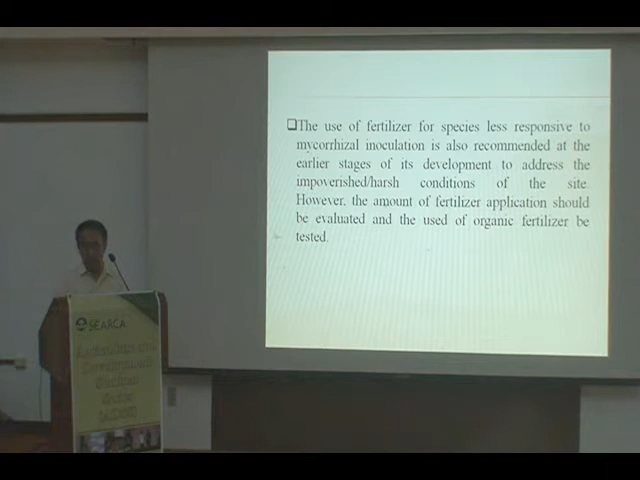 ❑The use of fertilizer for species less responsive to
mycorrhizal inoculation is also recommended at the
earlier stages of its development to address the
impoverished/harsh conditions of the site.
However, the amount of fertilizer application should
be evaluated and the used of organic fertilizer be
tested.
SEARCA